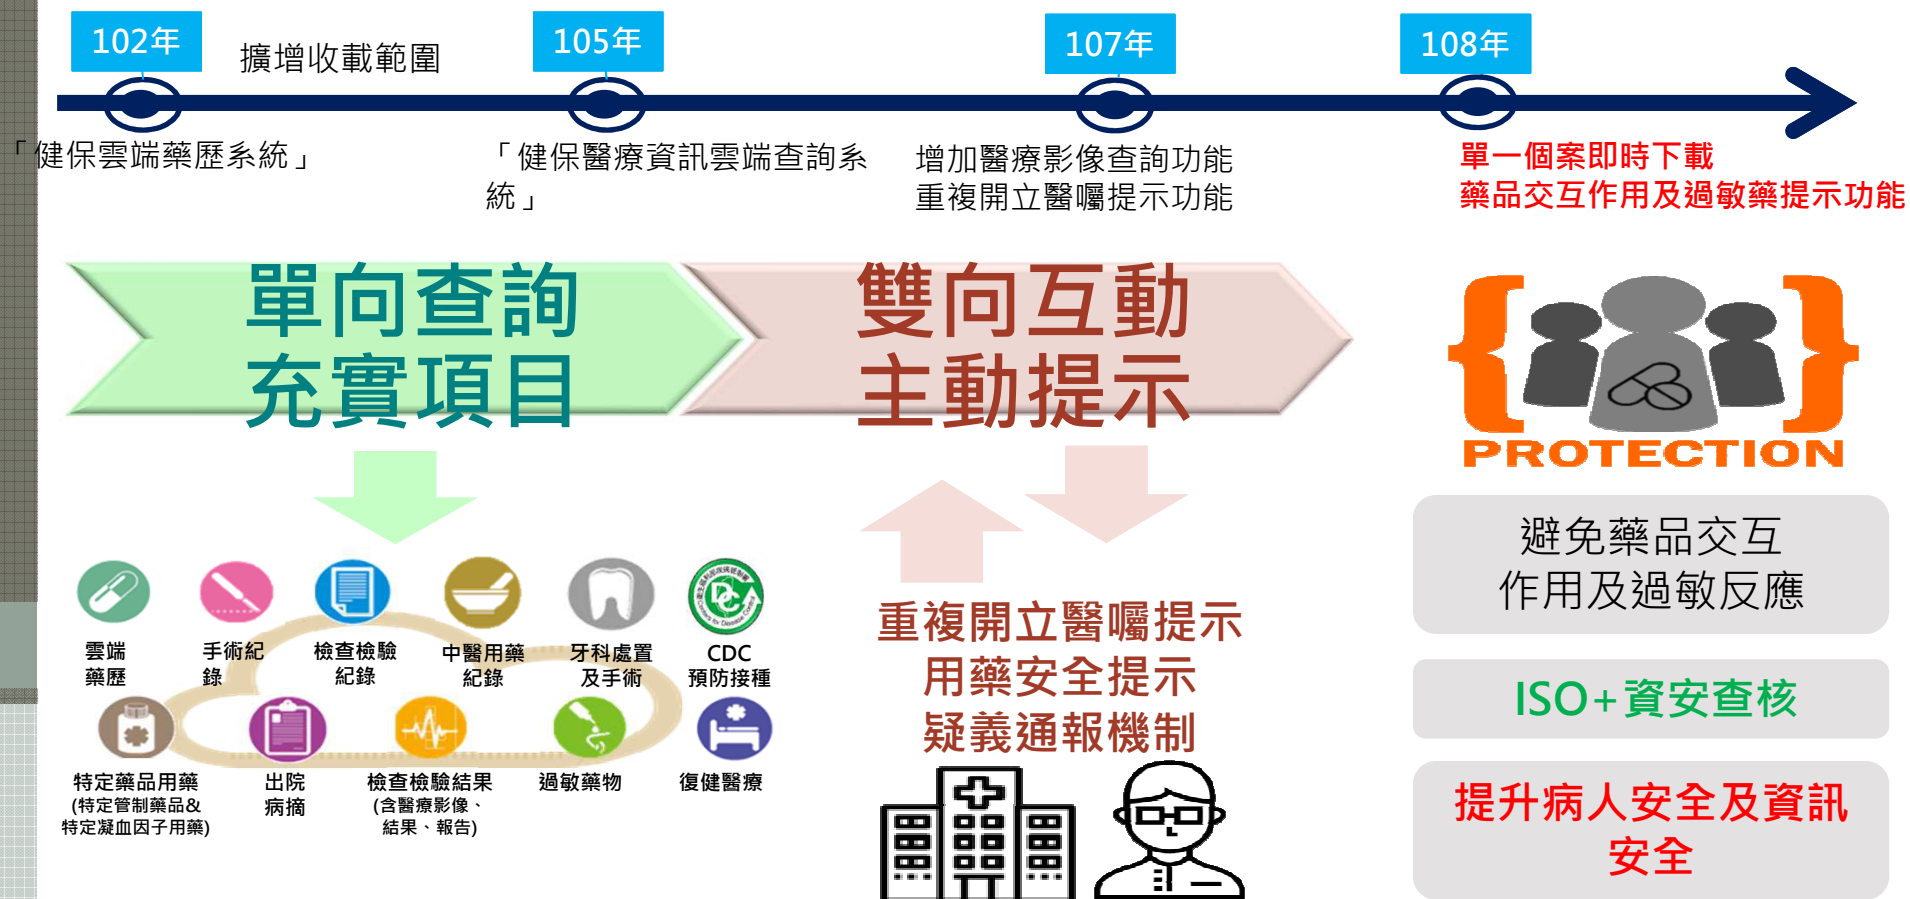 102年
105年
107年
108年
擴增收載範圍
「健保雲端藥歷系統」
「健保醫療資訊雲端查詢系
統」
增加醫療影像查詢功能
重複開立醫囑提示功能
單一個案即時下載
藥品交互作用及過敏藥提示功能
單向查詢
充實項目
雙向互動
主動提示
PROTECTION
雲端
藥歷
手術紀
錄
檢查檢驗
紀錄
中醫用藥
紀錄
牙科處置
及手術
CDC
預防接種
特定藥品用藥
(特定管制藥品&
特定凝血因子用藥)
出院
病摘
檢查檢驗結果
(含醫療影像、
結果、報告)
過敏藥物
復健醫療
重複開立醫囑提示
用藥安全提示
疑義通報機制
避免藥品交互
作用及過敏反應
ISO+資安查核
提升病人安全及資訊
安全